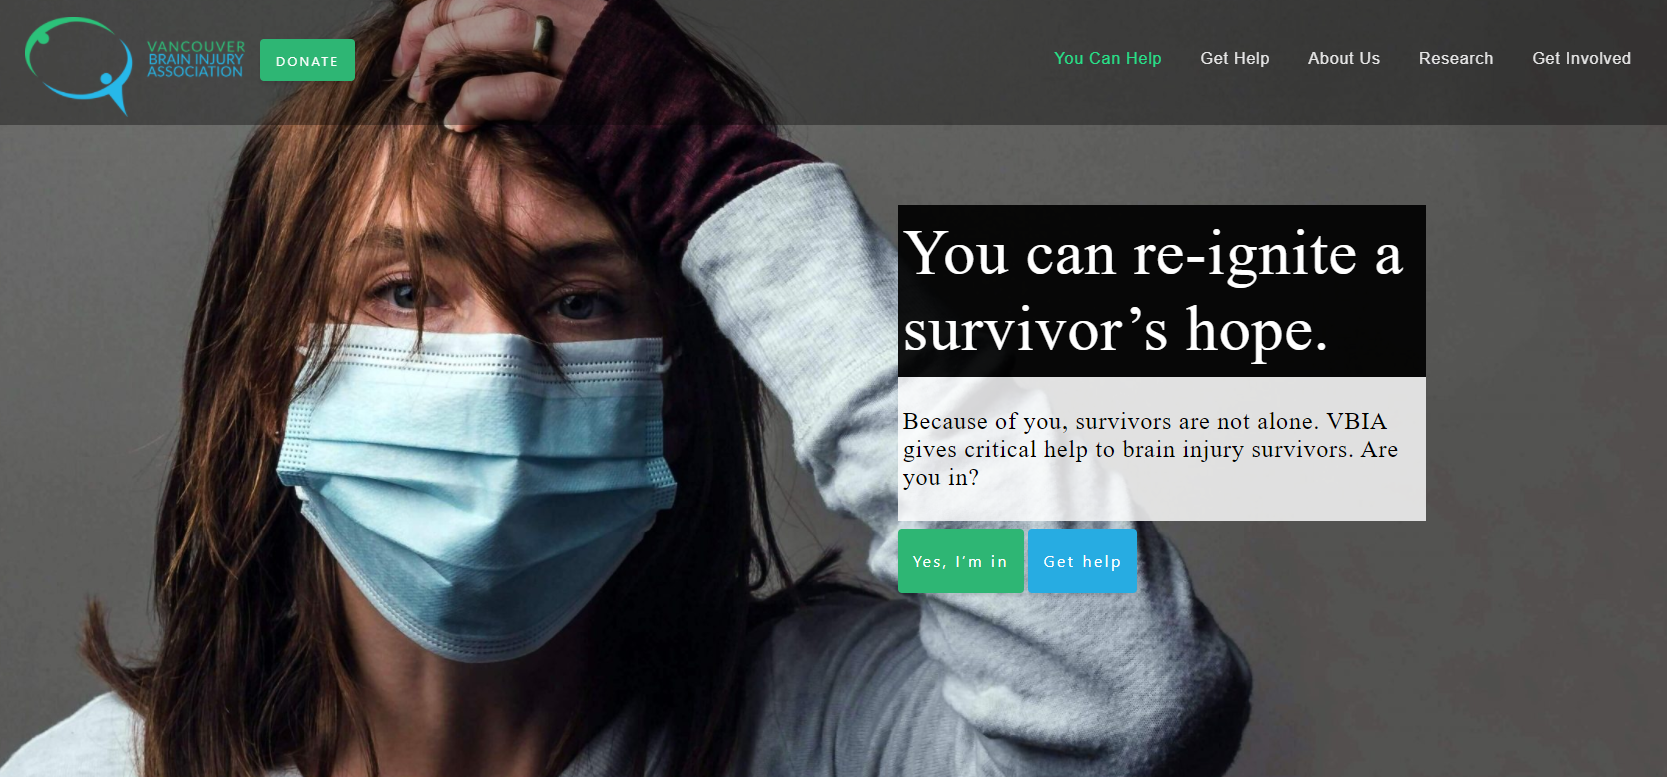 VANCOUVER
BRAIN INJURY
ASSOCIATION
DONATE
You Can Help
Get Help
About Us
Research
Get Involved
You can re-ignite a
survivor’s hope.
Because of you, survivors are not alone. VBIA
gives critical help to brain injury survivors. Are
you in?
Yes, I’m in
Get help